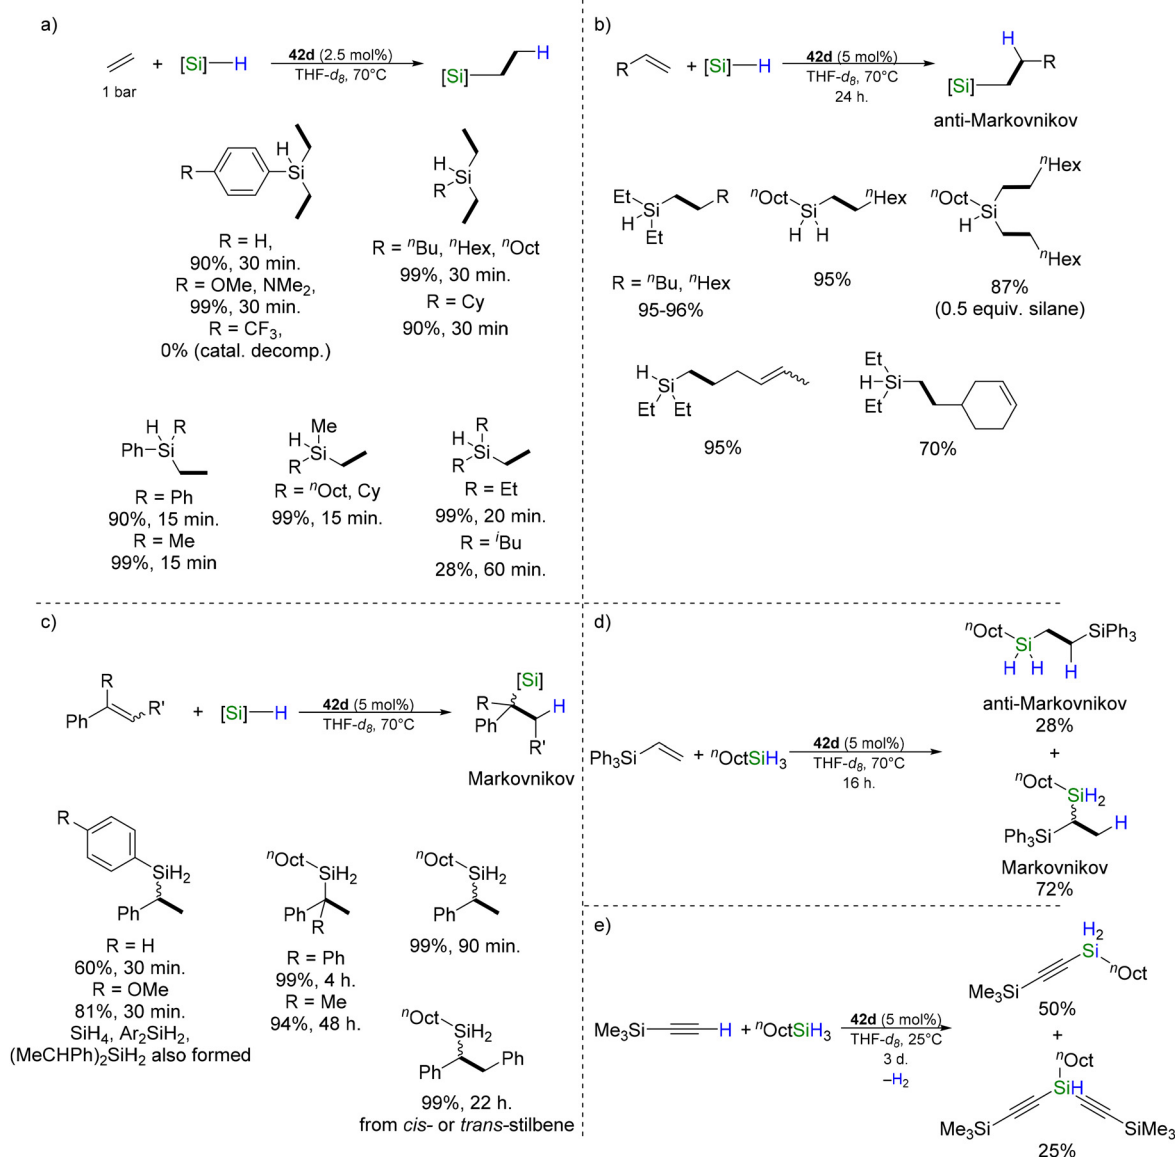 a)
1 bar
+
[Si]
H
42d (2.5 mol%)
THF-d8, 70°C
[Si]
H
R
H
Si
R = H,
90%, 30 min.
R = OMe, NMe2,
99%, 30 min.
R = CF3,
0% (catal. decomp.)
H
Si
R
R = nBu, nHex, nOct
99%, 30 min.
R = Cy
90%, 30 min
H R
Ph Si
R = Ph
90%, 15 min.
R = Me
99%, 15 min
Me
H Si
R
R = nOct, Cy
99%, 15 min.
R
H Si
R
R = Et
99%, 20 min.
R = iBu
28%, 60 min.
b)
R
+
[Si]
H
42d (5 mol%)
THF-d8, 70°C
24 h.
H
[Si]
R
anti-Markovnikov
Et
Si
R
H
Et
R = nBu, nHex
95-96%
nOct
Si
nHex
H H
95%
nHex
nOct
Si
H
nHex
87%
(0.5 equiv. silane)
H
Si
Et Et
95%
Et
H Si
Et
70%
c)
R
Ph
R'
+
[Si]
H
42d (5 mol%)
THF-d8, 70°C
[Si]
R
H
Ph
R'
Markovnikov
R
SiH2
Ph
R = H
60%, 30 min.
R = OMe
81%, 30 min.
SiH4, Ar2SiH2,
(MeCHPh)2SiH2 also formed
nOct
SiH2
Ph
R
R = Ph
99%, 4 h.
R = Me
94%, 48 h.
nOct
SiH2
Ph
99%, 90 min.
nOct
SiH2
Ph
Ph
99%, 22 h.
from cis- or trans-stilbene
d)
Ph3Si
+
nOctSiH3
42d (5 mol%)
THF-d8, 70°C
16 h.
nOct
Si
SiPh3
H H
H
anti-Markovnikov
28%
+
nOct
SiH2
Ph3Si
H
Markovnikov
72%
e)
Me3Si
H
+
nOctSiH3
42d (5 mol%)
THF-d8, 25°C
3 d.
–H2
H2
Si
nOct
Me3Si
50%
+
nOct
SiH
Me3Si
SiMe3
25%